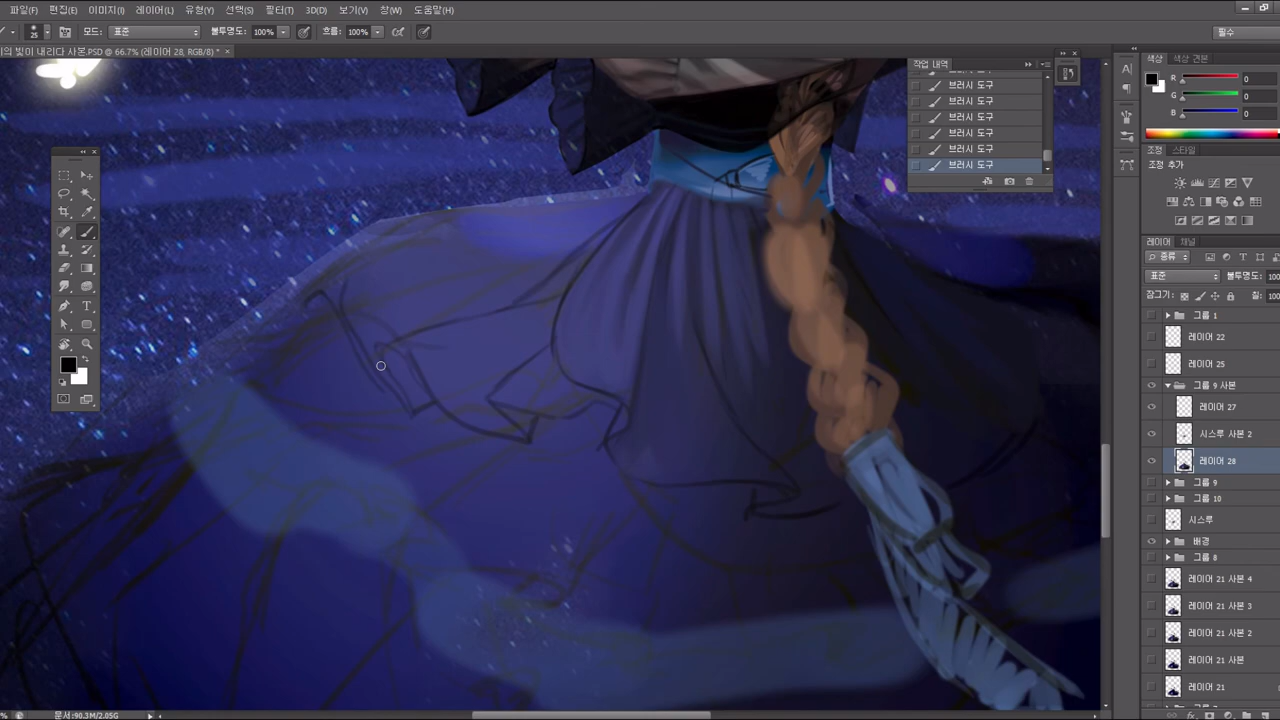 파일(F) 편집(E) 이미지(I) 레이어(L) 유형(Y) 선택(S) 필터(T) 3D(D) 보기(V) 창(W) 도움말(H)
25 모드: 표준 불투명도: 100% 흐름: 100% 필수
의 빛이 내리다 사본.PSD @ 66.7% (레이어 28, RGB/8) * ×
작업 내역
브러시 도구
브러시 도구
브러시 도구
브러시 도구
브러시 도구
브러시 도구
색상 색상 견본
R 0
G 0
B 0
조정 스타일
조정 추가
레이어 채널
종류
표준 불투명도: 100
잠그기: 칠: 100
그룹 1
레이어 22
레이어 25
그룹 9 사본
레이어 27
시스루 사본 2
레이어 28
그룹 9
그룹 10
시스루
배경
그룹 8
레이어 21 사본 4
레이어 21 사본 3
레이어 21 사본 2
레이어 21 사본
레이어 21
% 문서:90.3M/2.05G